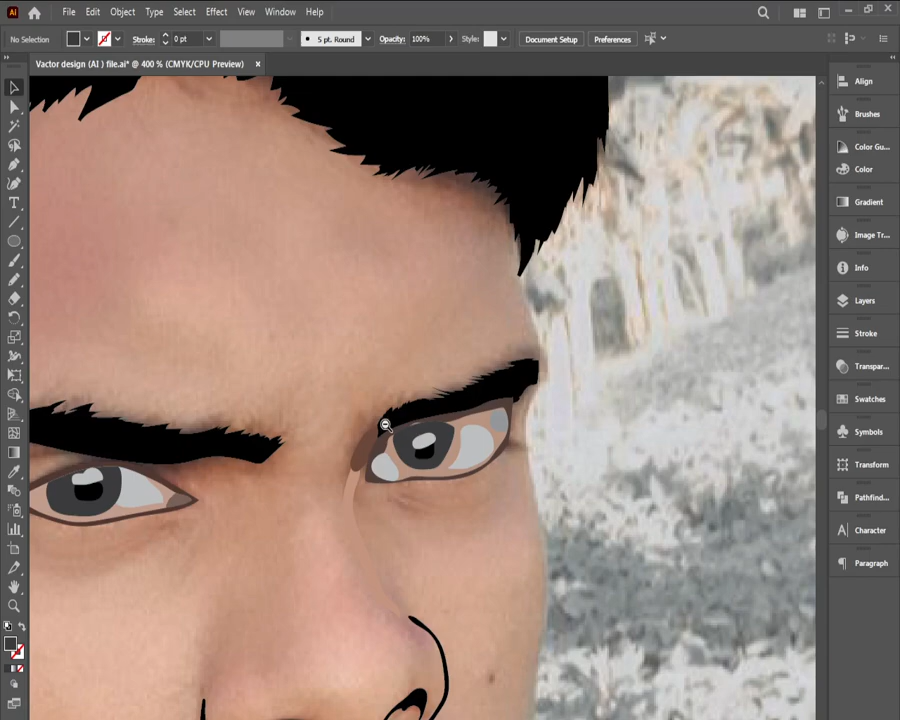 Ai File Edit Object Type Select Effect View Window Help
No Selection Stroke: 0 pt 5 pt. Round Opacity: 100% Style: Document Setup Preferences
Vactor design (AI ) file.ai* @ 400 % (CMYK/CPU Preview)
Align
Brushes
Color Gu...
Color
Gradient
Image Tr...
Info
Layers
Stroke
Transpar...
Swatches
Symbols
Transform
Pathfind...
Character
Paragraph